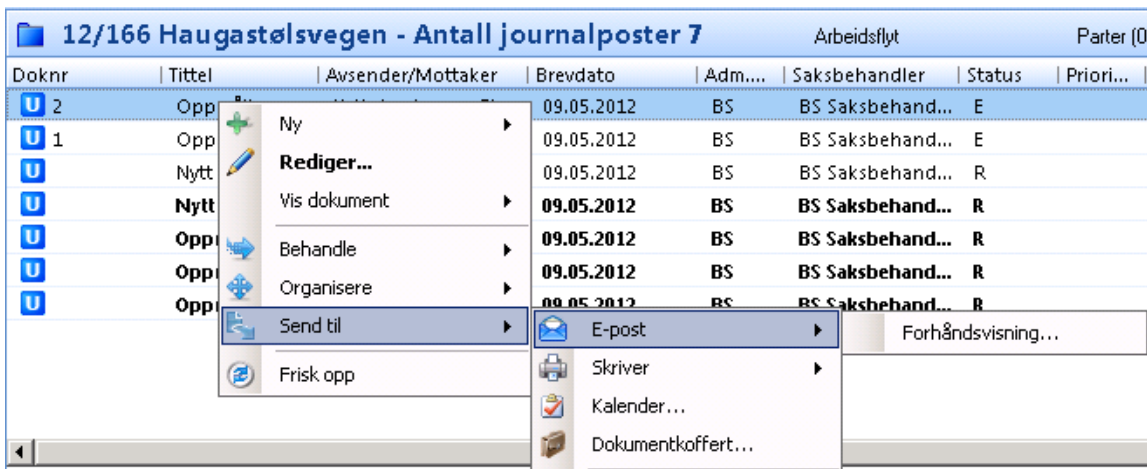 12/166 Haugastølsvegen - Antall journalposter 7 Arbeidsflyt Parter (0
Doknr Tittel Avsender/Mottaker Brevdato Adm.... Saksbehandler Status Priori...
U 2 Opp 09.05.2012 BS BS Saksbehand... E
U 1 Opp 09.05.2012 BS BS Saksbehand... E
U Nytt 09.05.2012 BS BS Saksbehand... R
U Nytt 09.05.2012 BS BS Saksbehand... R
U Opp 09.05.2012 BS BS Saksbehand... R
U Opp 09.05.2012 BS BS Saksbehand... R
U Opp 09.05.2012 BS BS Saksbehand... R
Ny
Rediger...
Vis dokument
Behandle
Organisere
Send til
Frisk opp
E-post
Skriver
Kalender...
Dokumentkoffert...
Forhåndsvisning...